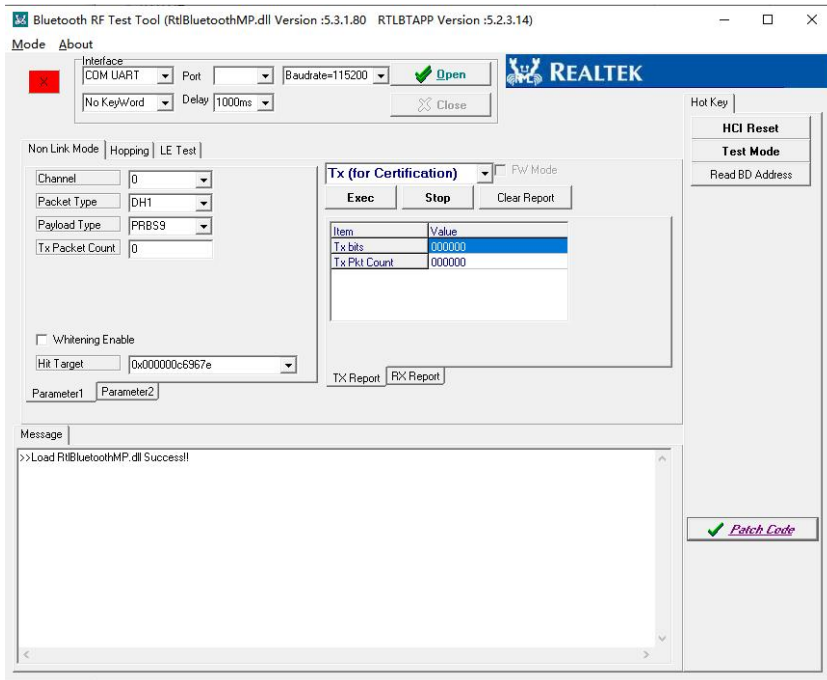 Bluetooth RF Test Tool (RtlBluetoothMP.dll Version :5.3.1.80 RTLBTAPP Version :5.2.3.14)
Mode About
Interface
COM UART Port Baudrate=115200 Open
REALTEK
No KeyWord Delay 1000ms Close
Hot Key
HCI Reset
Test Mode
Read BD Address
Non Link Mode Hopping LE Test
Channel 0
Packet Type DH1
Payload Type PRBS9
Tx Packet Count 0
Whitening Enable
Hit Target 0x000000c6967e
Parameter1 Parameter2
Tx (for Certification) FW Mode
Exec Stop Clear Report
Item Value
Tx bits 000000
Tx Pkt Count 000000
TX Report RX Report
Message
>>Load RtlBluetoothMP.dll Success!!
Patch Code